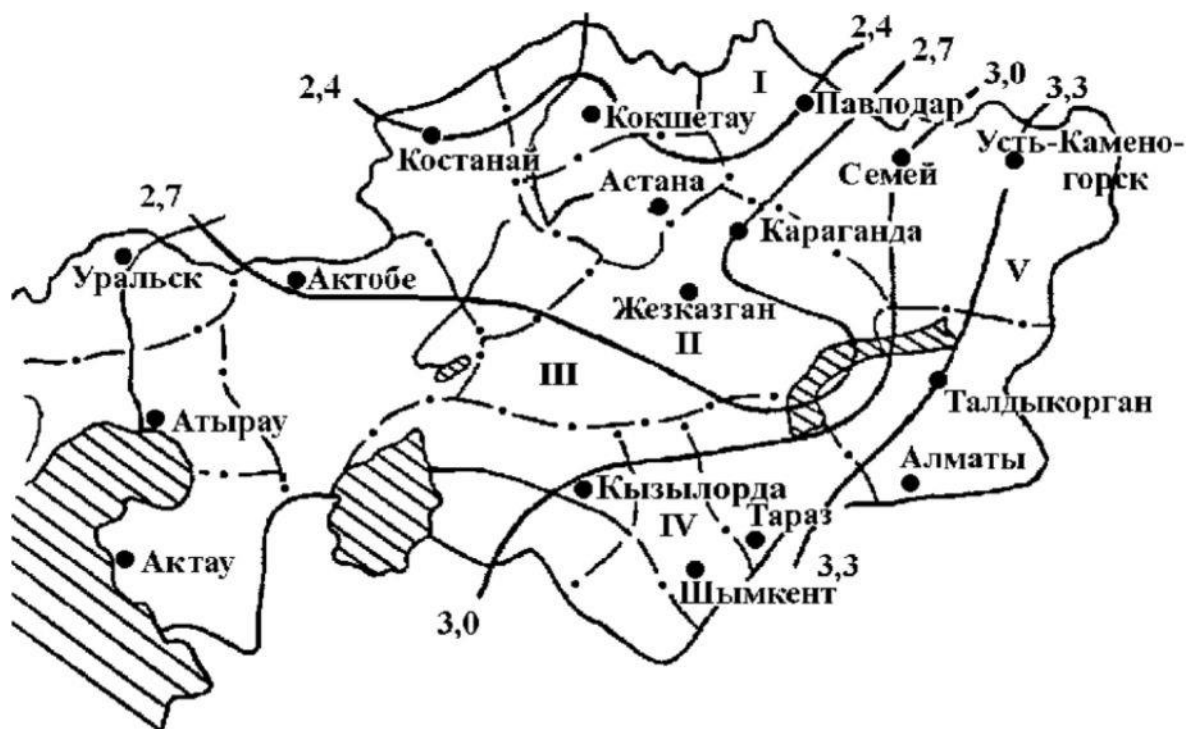 2,4
2,7
2,4
3,0
I
3,3
2,4
Павлодар
Кокшетау
Костанай
Усть-Камено-
горск
Семей
Астана
2,7
Караганда
Уральск
Актобе
V
Жезказган
II
III
Талдыкорган
Атырау
Алматы
Кызылорда
IV
Тараз
Актау
3,3
Шымкент
3,0